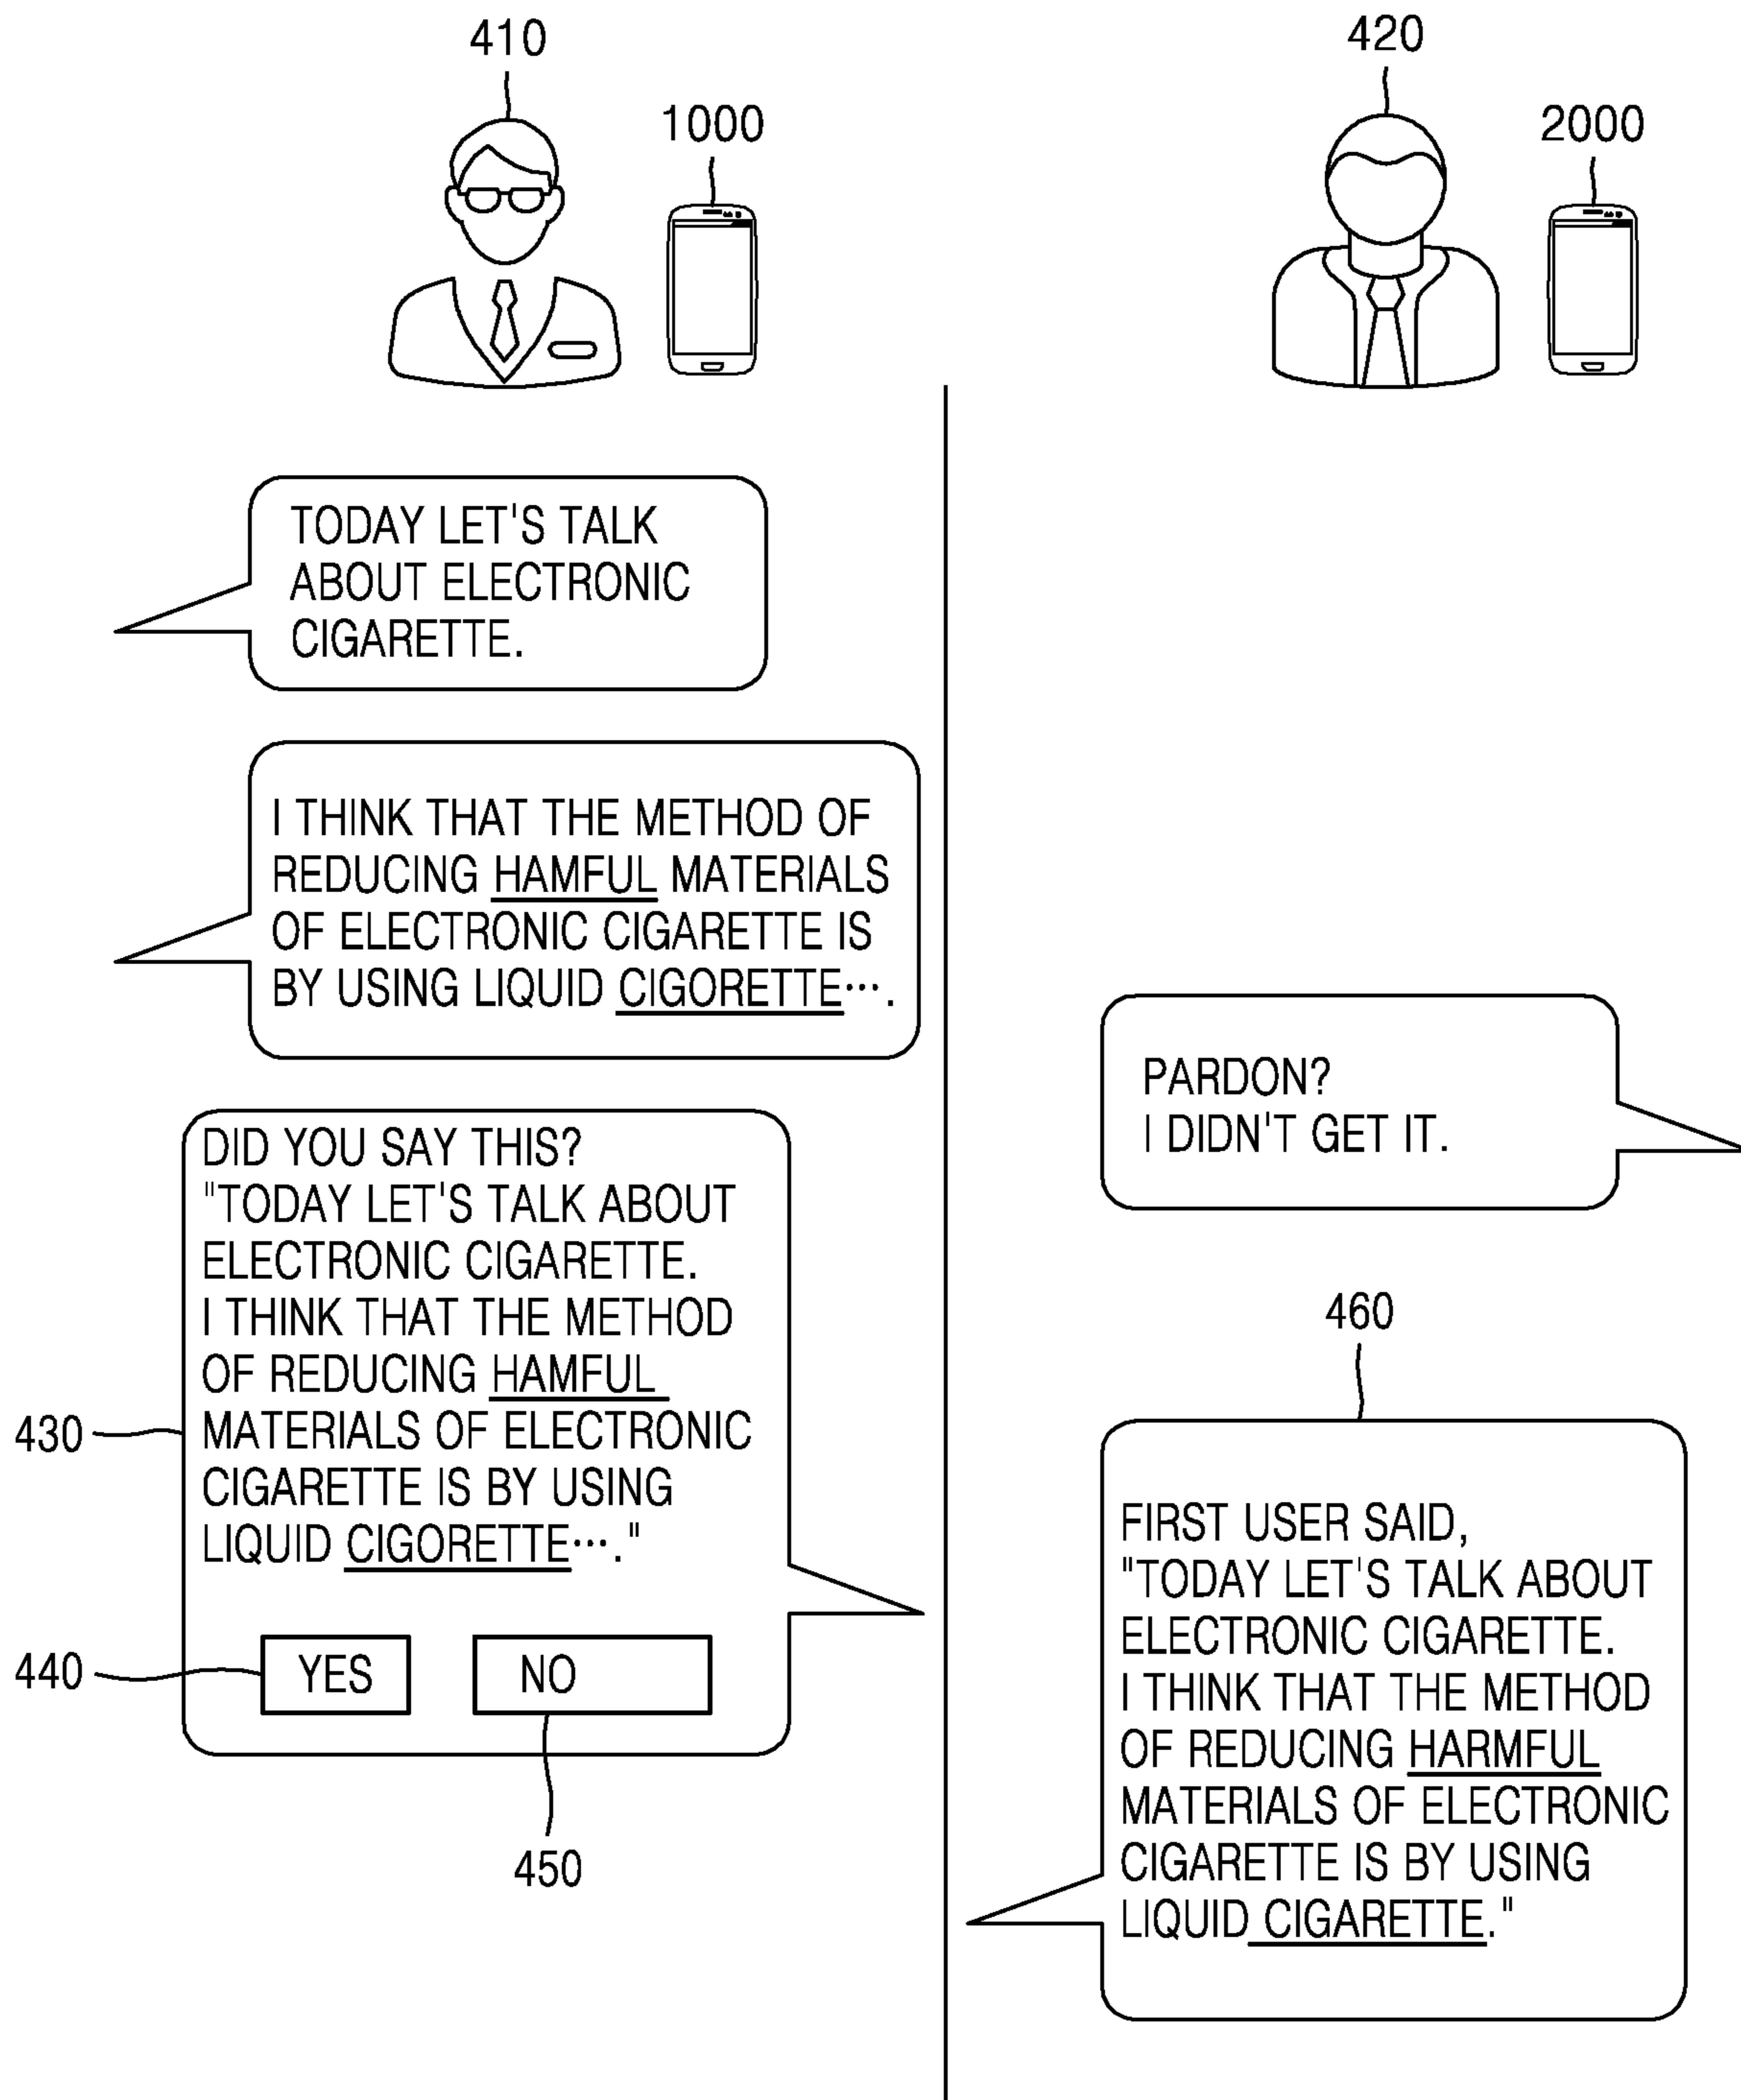 410
1000
420
2000
TODAY LET'S TALK
ABOUT ELECTRONIC
CIGARETTE.
I THINK THAT THE METHOD OF
REDUCING HAMFUL MATERIALS
OF ELECTRONIC CIGARETTE IS
BY USING LIQUID CIGORETTE….
PARDON?
I DIDN'T GET IT.
430
DID YOU SAY THIS?
"TODAY LET'S TALK ABOUT
ELECTRONIC CIGARETTE.
I THINK THAT THE METHOD
OF REDUCING HAMFUL
MATERIALS OF ELECTRONIC
CIGARETTE IS BY USING
LIQUID CIGORETTE…."
440
YES
NO
450
460
FIRST USER SAID,
"TODAY LET'S TALK ABOUT
ELECTRONIC CIGARETTE.
I THINK THAT THE METHOD
OF REDUCING HARMFUL
MATERIALS OF ELECTRONIC
CIGARETTE IS BY USING
LIQUID CIGARETTE."